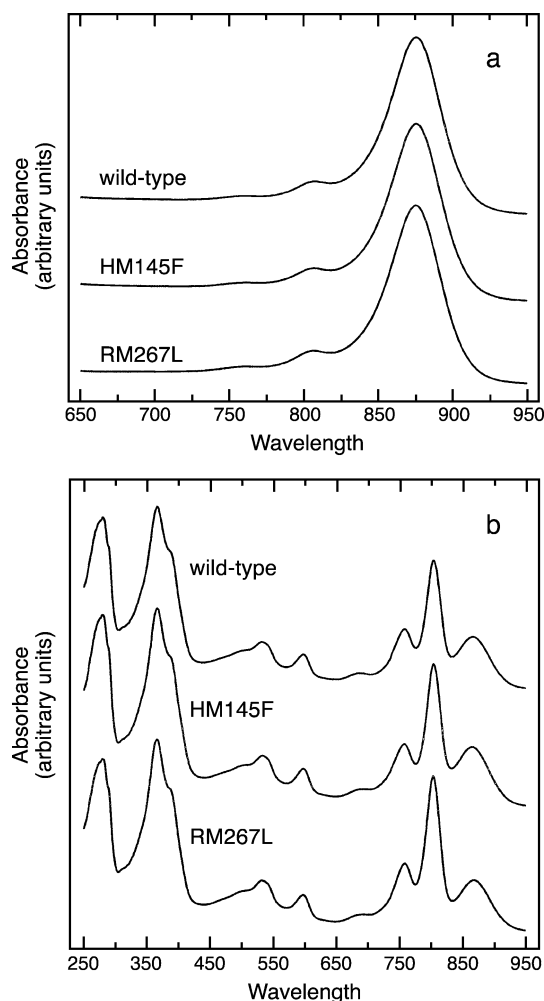 a
Absorbance
(arbitrary units)
wild-type
HM145F
RM267L
650 700 750 800 850 900 950
Wavelength
b
Absorbance
(arbitrary units)
wild-type
HM145F
RM267L
250 350 450 550 650 750 850 950
Wavelength